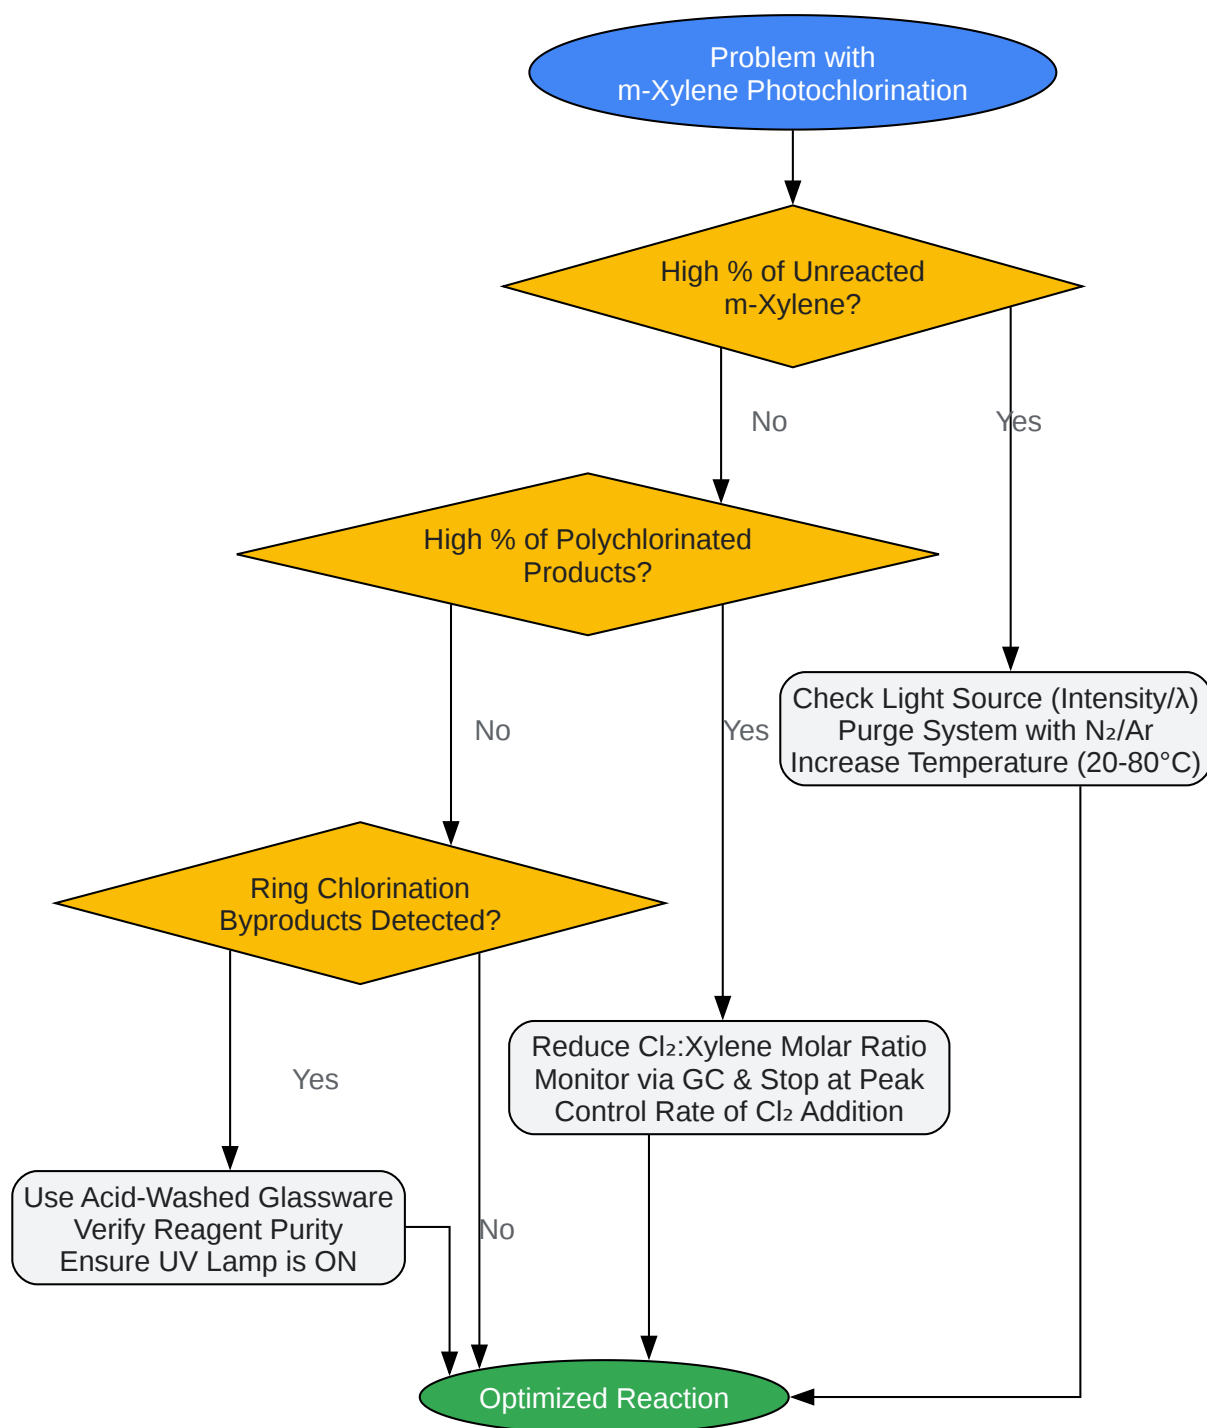 Problem with
m-Xylene Photochlorination
High % of Unreacted
m-Xylene?
No
Yes
High % of Polychlorinated
Products?
Check Light Source (Intensity/λ)
Purge System with N₂/Ar
Increase Temperature (20-80°C)
No
Yes
Ring Chlorination
Byproducts Detected?
Reduce Cl₂:Xylene Molar Ratio
Monitor via GC & Stop at Peak
Control Rate of Cl₂ Addition
Yes
Use Acid-Washed Glassware
Verify Reagent Purity
Ensure UV Lamp is ON
No
Optimized Reaction